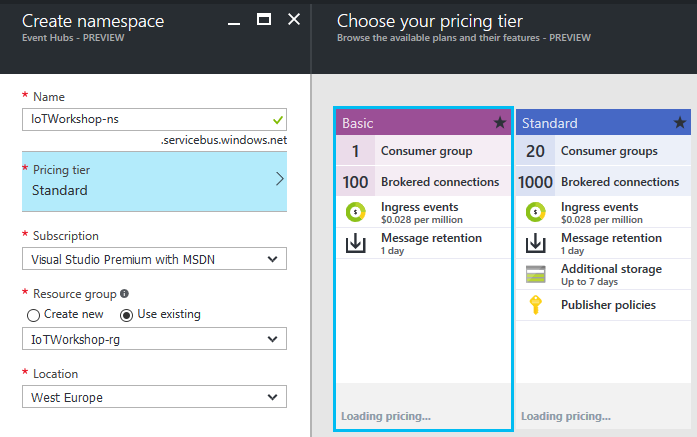 Create namespace
Event Hubs - PREVIEW
* Name
IoTWorkshop-ns
.servicebus.windows.net
* Pricing tier
Standard
* Subscription
Visual Studio Premium with MSDN
* Resource group
Create new
Use existing
IoTWorkshop-rg
* Location
West Europe
Choose your pricing tier
Browse the available plans and their features - PREVIEW
Basic
1 Consumer group
100 Brokered connections
Ingress events
$0.028 per million
Message retention
1 day
Loading pricing...
Standard
20 Consumer groups
1000 Brokered connections
Ingress events
$0.028 per million
Message retention
1 day
Additional storage
Up to 7 days
Publisher policies
Loading pricing...